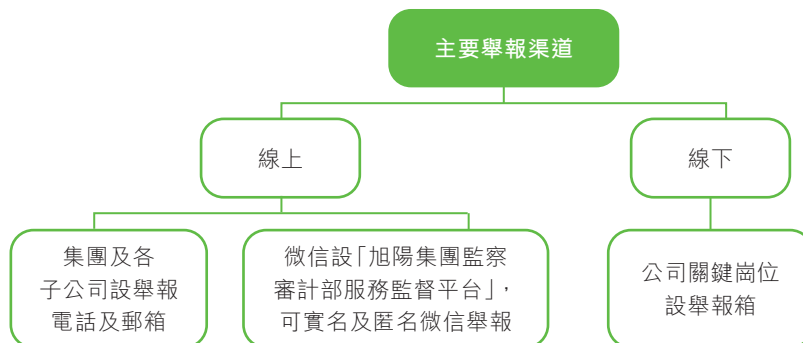 主要舉報渠道
線上
線下
集團及各
子公司設舉報
電話及郵箱
微信設「旭陽集團監察
審計部服務監督平台」，
可實名及匿名微信舉報
公司關鍵崗位
設舉報箱